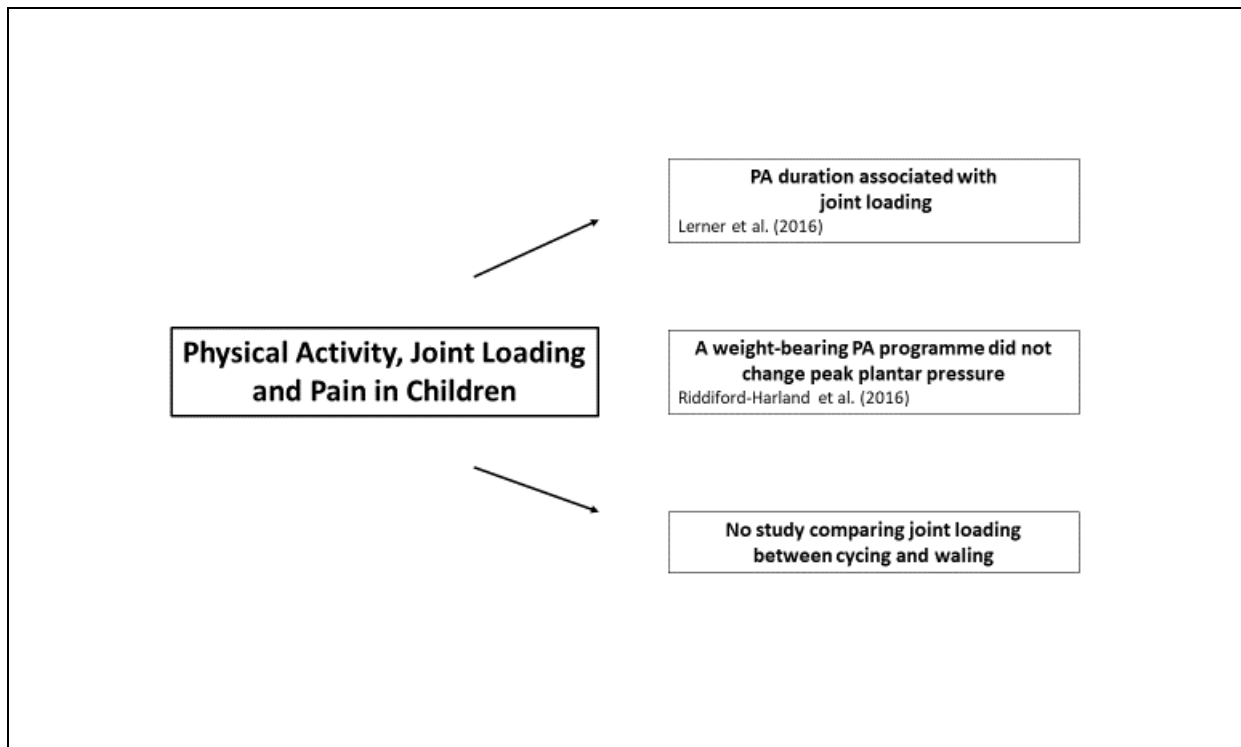 PA duration associated with
joint loading
Lerner et al. (2016)
Physical Activity, Joint Loading
and Pain in Children
A weight-bearing PA programme did not
change peak plantar pressure
Riddiford-Harland et al. (2016)
No study comparing joint loading
between cycing and waling